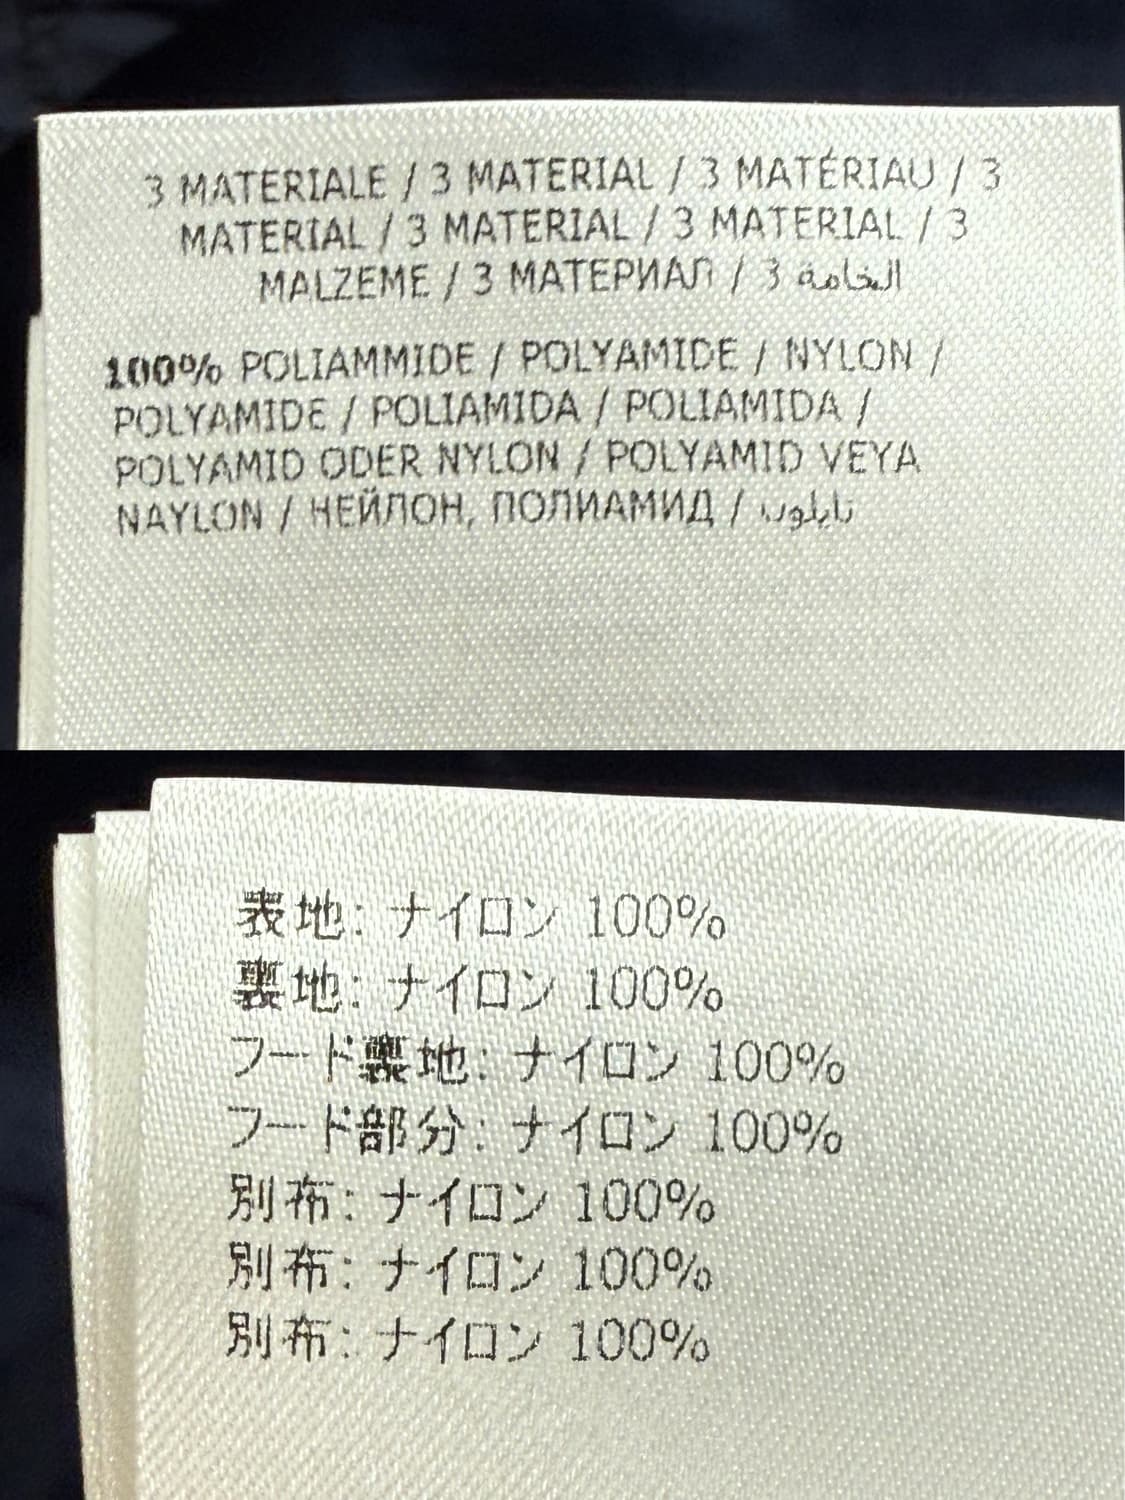 3 MATERIALE / 3 MATERIAL / 3 MATÉRIAU / 3
MATERIAL / 3 MATERIAL / 3 MATERIAL / 3
MALZEME / 3 МАТЕРИАЛ / 3 الخامة
100% POLIAMMIDE / POLYAMIDE / NYLON /
POLYAMIDE / POLIAMIDA / POLIAMIDA /
POLYAMID ODER NYLON / POLYAMID VEYA
NAYLON / НЕЙЛОН, ПОЛИАМИД / نايلون
表地: ナイロン 100%
裏地: ナイロン 100%
フード裏地: ナイロン 100%
フード部分: ナイロン 100%
別布: ナイロン 100%
別布: ナイロン 100%
別布: ナイロン 100%